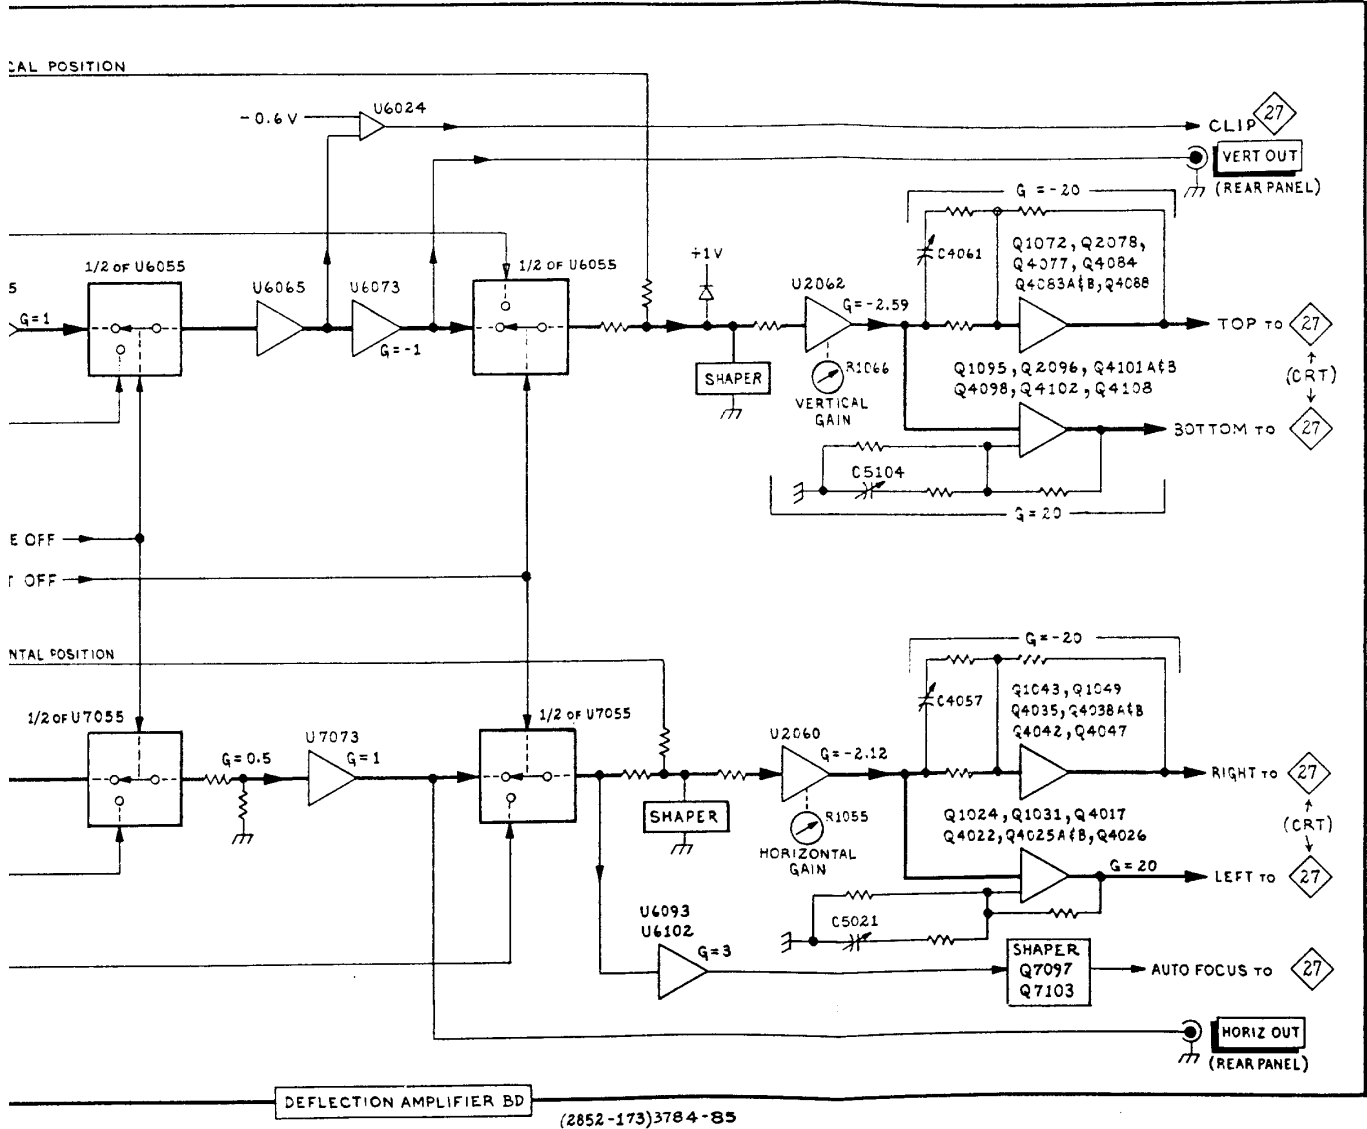 CAL POSITION
-0.6V
U6024
CLIP
27
VERT OUT
(REAR PANEL)
G = -20
C4061
Q1072, Q2078,
Q4077, Q4084
Q4083A&B, Q4088
1/2 OF U6055
1/2 OF U6055
+1V
5
G=1
U6065
U6073
G=-1
U2062
G=-2.59
TOP TO
27
SHAPER
R1066
VERTICAL
GAIN
Q1095, Q2096, Q4101A&B
Q4098, Q4102, Q4108
(CRT)
BOTTOM TO
27
C5104
G=20
E OFF
T OFF
NTAL POSITION
G=-20
C4057
Q1043, Q1049
Q4035, Q4038A&B
Q4042, Q4047
1/2 OF U7055
1/2 OF U7055
G=0.5
U7073
G=1
U2060
G=-2.12
RIGHT TO
27
SHAPER
R1055
HORIZONTAL
GAIN
Q1024, Q1031, Q4017
Q4022, Q4025A&B, Q4026
(CRT)
G=20
LEFT TO
27
C5021
U6093
U6102
G=3
SHAPER
Q7097
Q7103
AUTO FOCUS TO
27
HORIZ OUT
(REAR PANEL)
DEFLECTION AMPLIFIER BD
(2852-173)3784-85